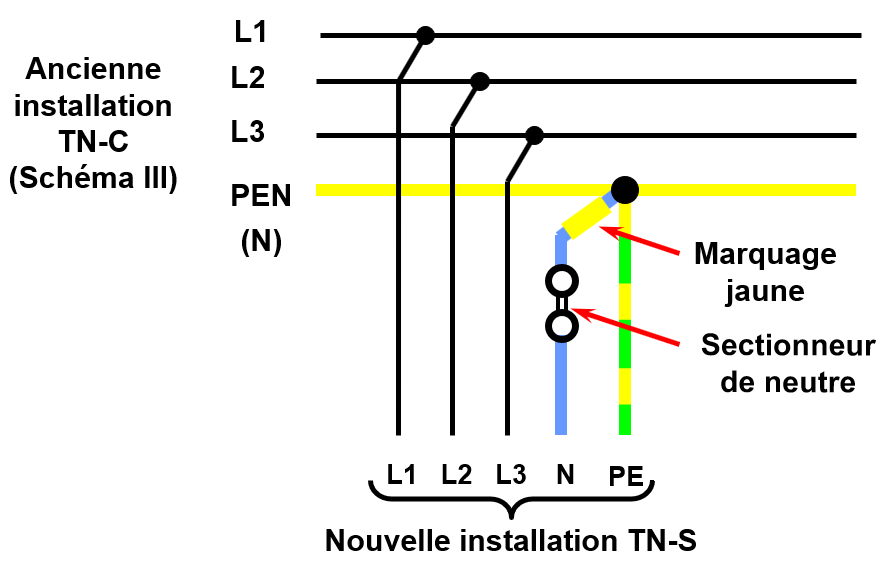 L1
L2
L3
PEN
(N)
Ancienne
installation
TN-C
(Schéma III)
Marquage
jaune
Sectionneur
de neutre
L1 L2 L3 N PE
Nouvelle installation TN-S